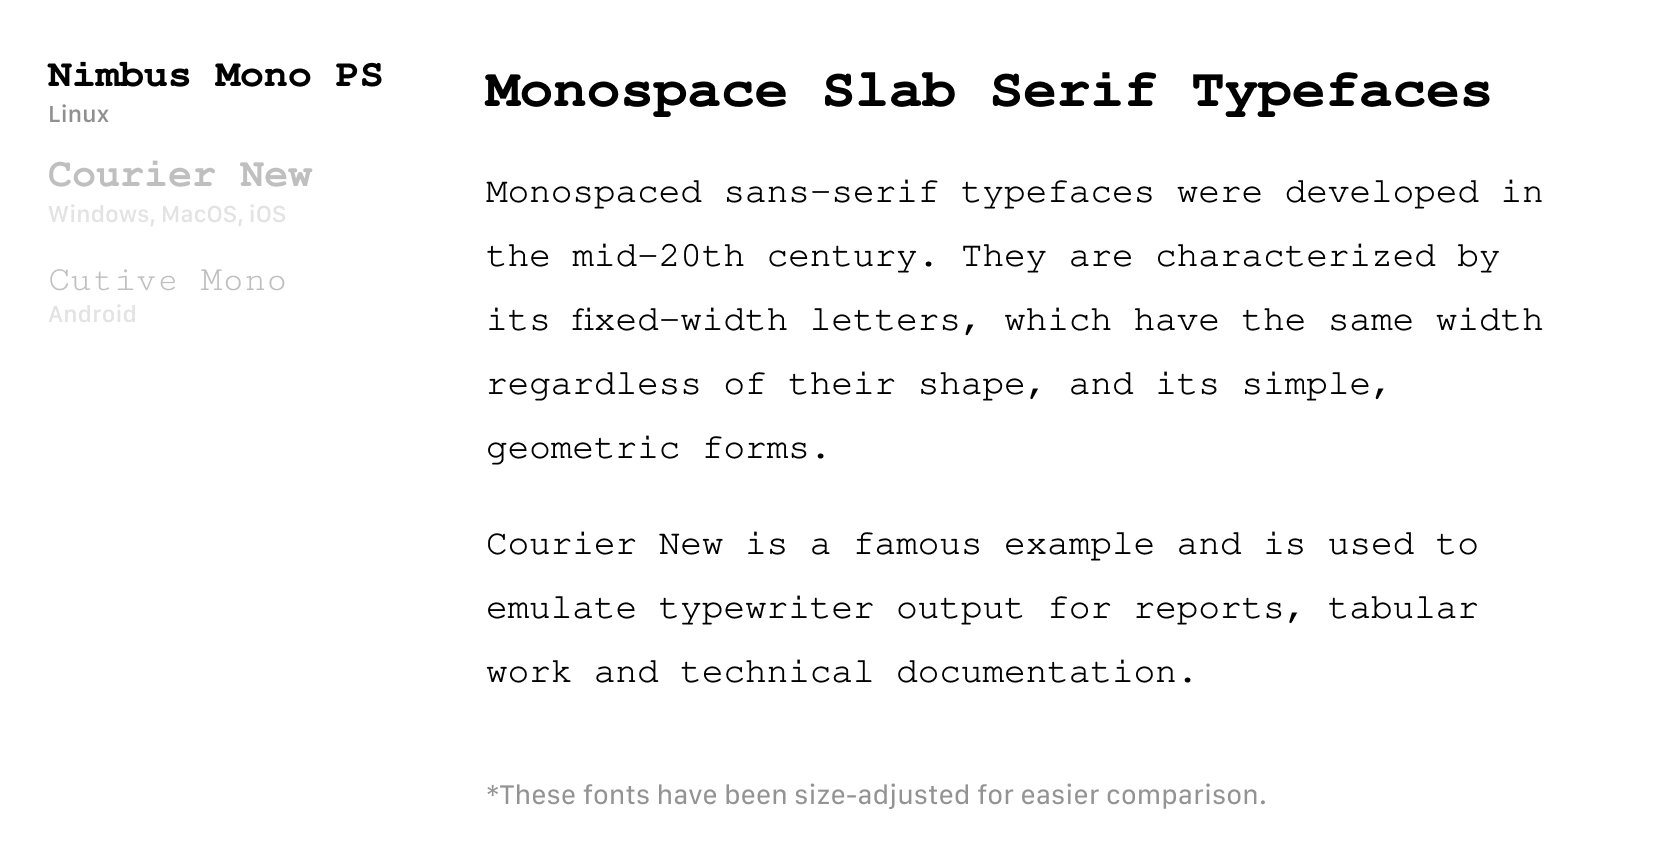 Nimbus Mono PS
Linux
Courier New
Windows, MacOS, iOS
Cutive Mono
Android
Monospace Slab Serif Typefaces
Monospaced sans-serif typefaces were developed in
the mid-20th century. They are characterized by
its fixed-width letters, which have the same width
regardless of their shape, and its simple,
geometric forms.
Courier New is a famous example and is used to
emulate typewriter output for reports, tabular
work and technical documentation.
*These fonts have been size-adjusted for easier comparison.